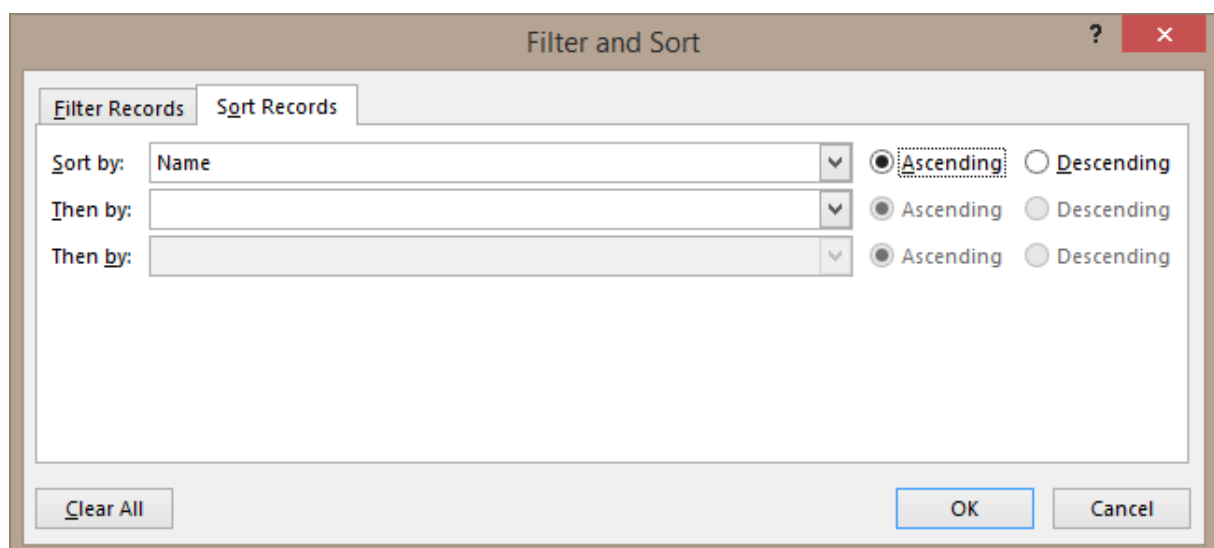 Filter and Sort ?
Filter Records Sort Records
Sort by: Name Ascending Descending
Then by: Ascending Descending
Then by: Ascending Descending
Clear All OK Cancel